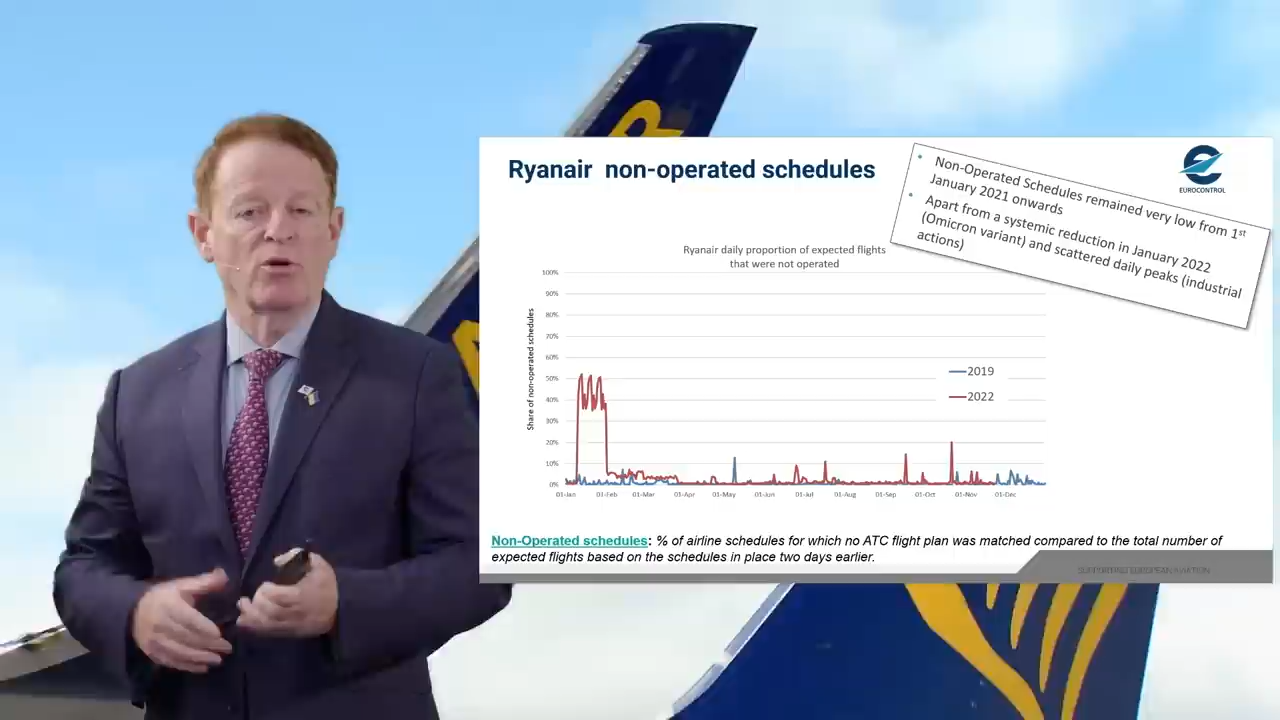 Ryanair non-operated schedules
Non-Operated Schedules remained very low from 1st
January 2021 onwards
Apart from a systemic reduction in January 2022
(Omicron variant) and scattered daily peaks (industrial
actions)
EUROCONTROL
Ryanair daily proportion of expected flights
that were not operated
Share of non-operated schedules
100%
90%
80%
70%
60%
50%
40%
30%
20%
10%
0%
2019
2022
01-Jan 01-Feb 01-Mar 01-Apr 01-May 01-Jun 01-Jul 01-Aug 01-Sep 01-Oct 01-Nov 01-Dec
Non-Operated schedules: % of airline schedules for which no ATC flight plan was matched compared to the total number of
expected flights based on the schedules in place two days earlier.
SUPPORTING EUROPEAN AVIATION